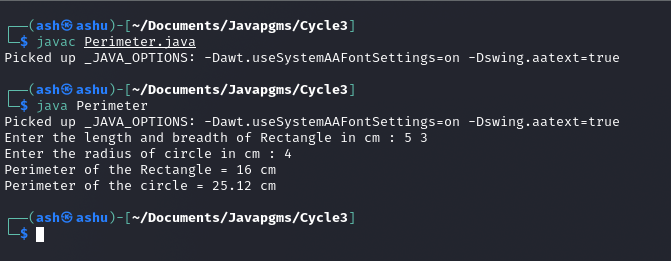 ┌──(ash㉿ashu)-[~/Documents/Javapgms/Cycle3]
└─$ javac Perimeter.java
Picked up _JAVA_OPTIONS: -Dawt.useSystemAAFontSettings=on -Dswing.aatext=true
┌──(ash㉿ashu)-[~/Documents/Javapgms/Cycle3]
└─$ java Perimeter
Picked up _JAVA_OPTIONS: -Dawt.useSystemAAFontSettings=on -Dswing.aatext=true
Enter the length and breadth of Rectangle in cm : 5 3
Enter the radius of circle in cm : 4
Perimeter of the Rectangle = 16 cm
Perimeter of the circle = 25.12 cm
┌──(ash㉿ashu)-[~/Documents/Javapgms/Cycle3]
└─$